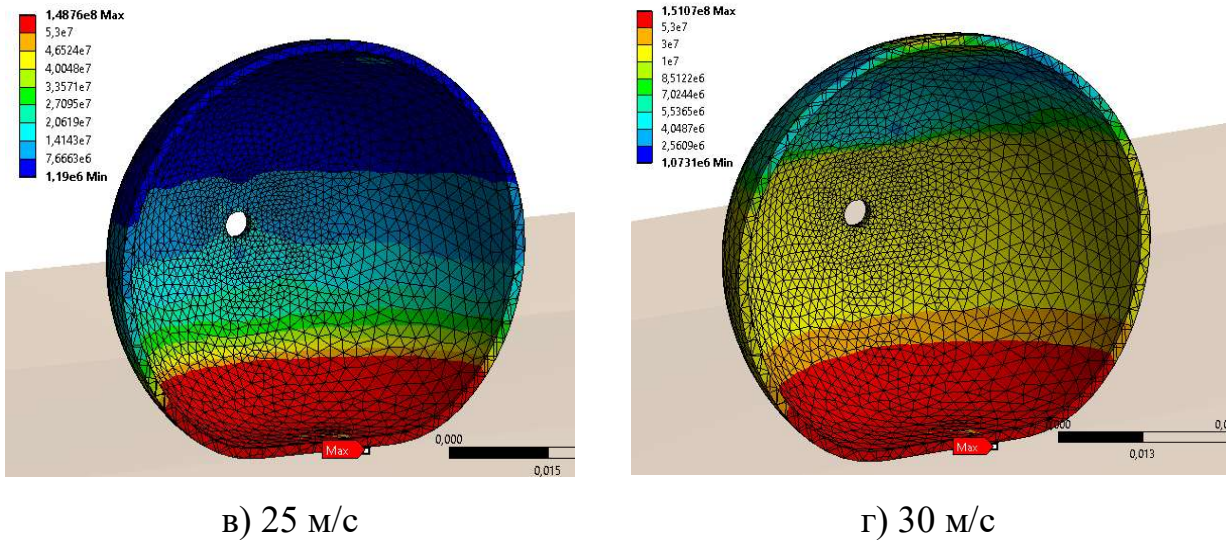 1,4876e8 Max
5,3e7
4,6524e7
4,0048e7
3,3571e7
2,7095e7
2,0619e7
1,4143e7
7,6663e6
1,19e6 Min
Max
0,000
0,015
в) 25 м/с
1,5107e8 Max
5,3e7
3e7
1e7
8,5122e6
7,0244e6
5,5365e6
4,0487e6
2,5609e6
1,0731e6 Min
Max
0,013
г) 30 м/с